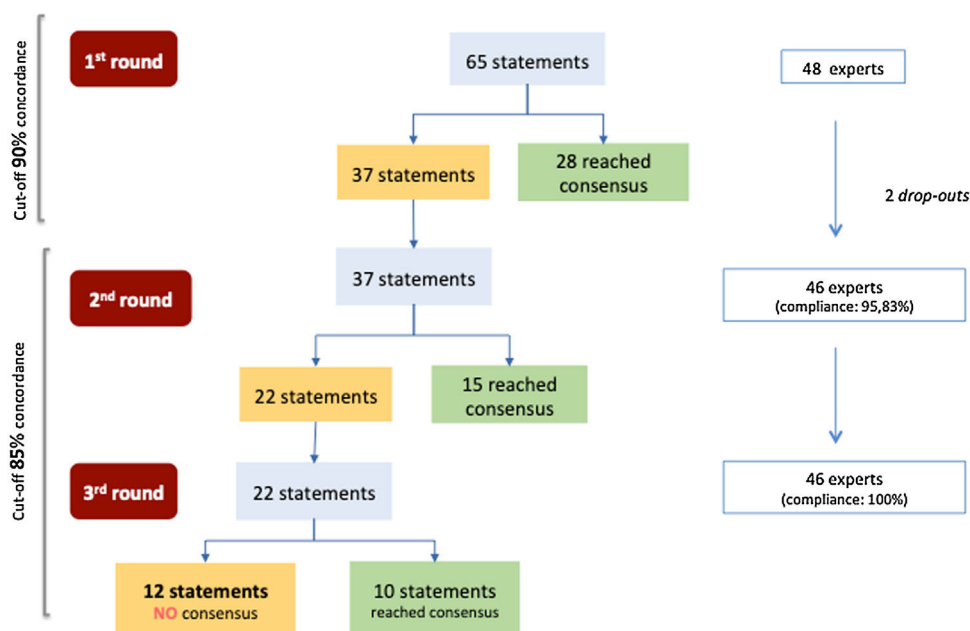 Cut-off 90% concordance
1st round
65 statements
48 experts
37 statements
28 reached
consensus
2 drop-outs
Cut-off 85% concordance
2nd round
37 statements
46 experts
(compliance: 95,83%)
22 statements
15 reached
consensus
3rd round
22 statements
46 experts
(compliance: 100%)
12 statements
NO consensus
10 statements
reached consensus